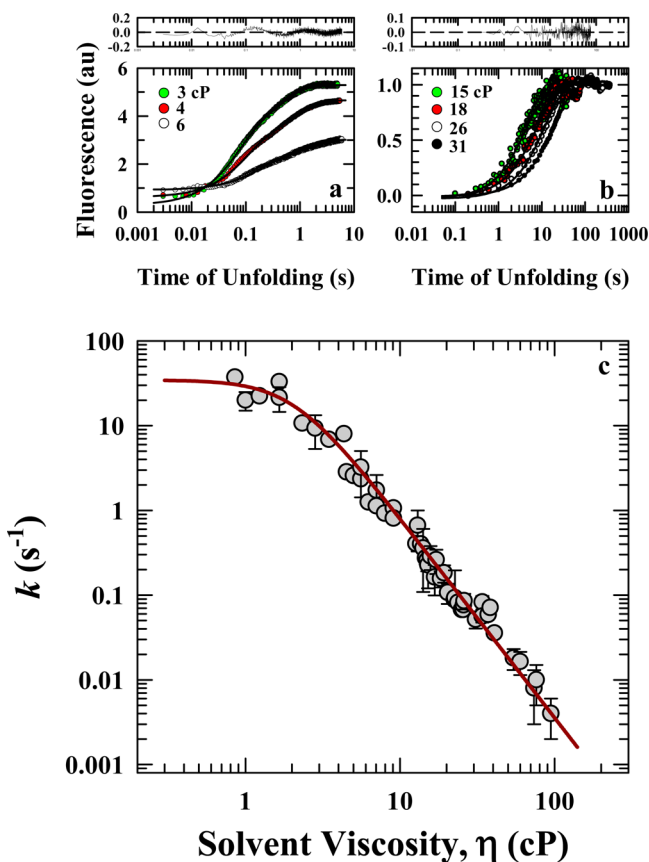 0.2
0.0
-0.2
0.1
0.0
-0.1
Fluorescence (au)
6
4
2
1
0
3 cP
4
6
a
0.001 0.01 0.1 1 10
Time of Unfolding (s)
1.0
0.5
0.0
15 cP
18
26
31
b
0.01 0.1 1 10 100 1000
Time of Unfolding (s)
c
k (s⁻¹)
100
10
1
0.1
0.01
0.001
1 10 100
Solvent Viscosity, η (cP)